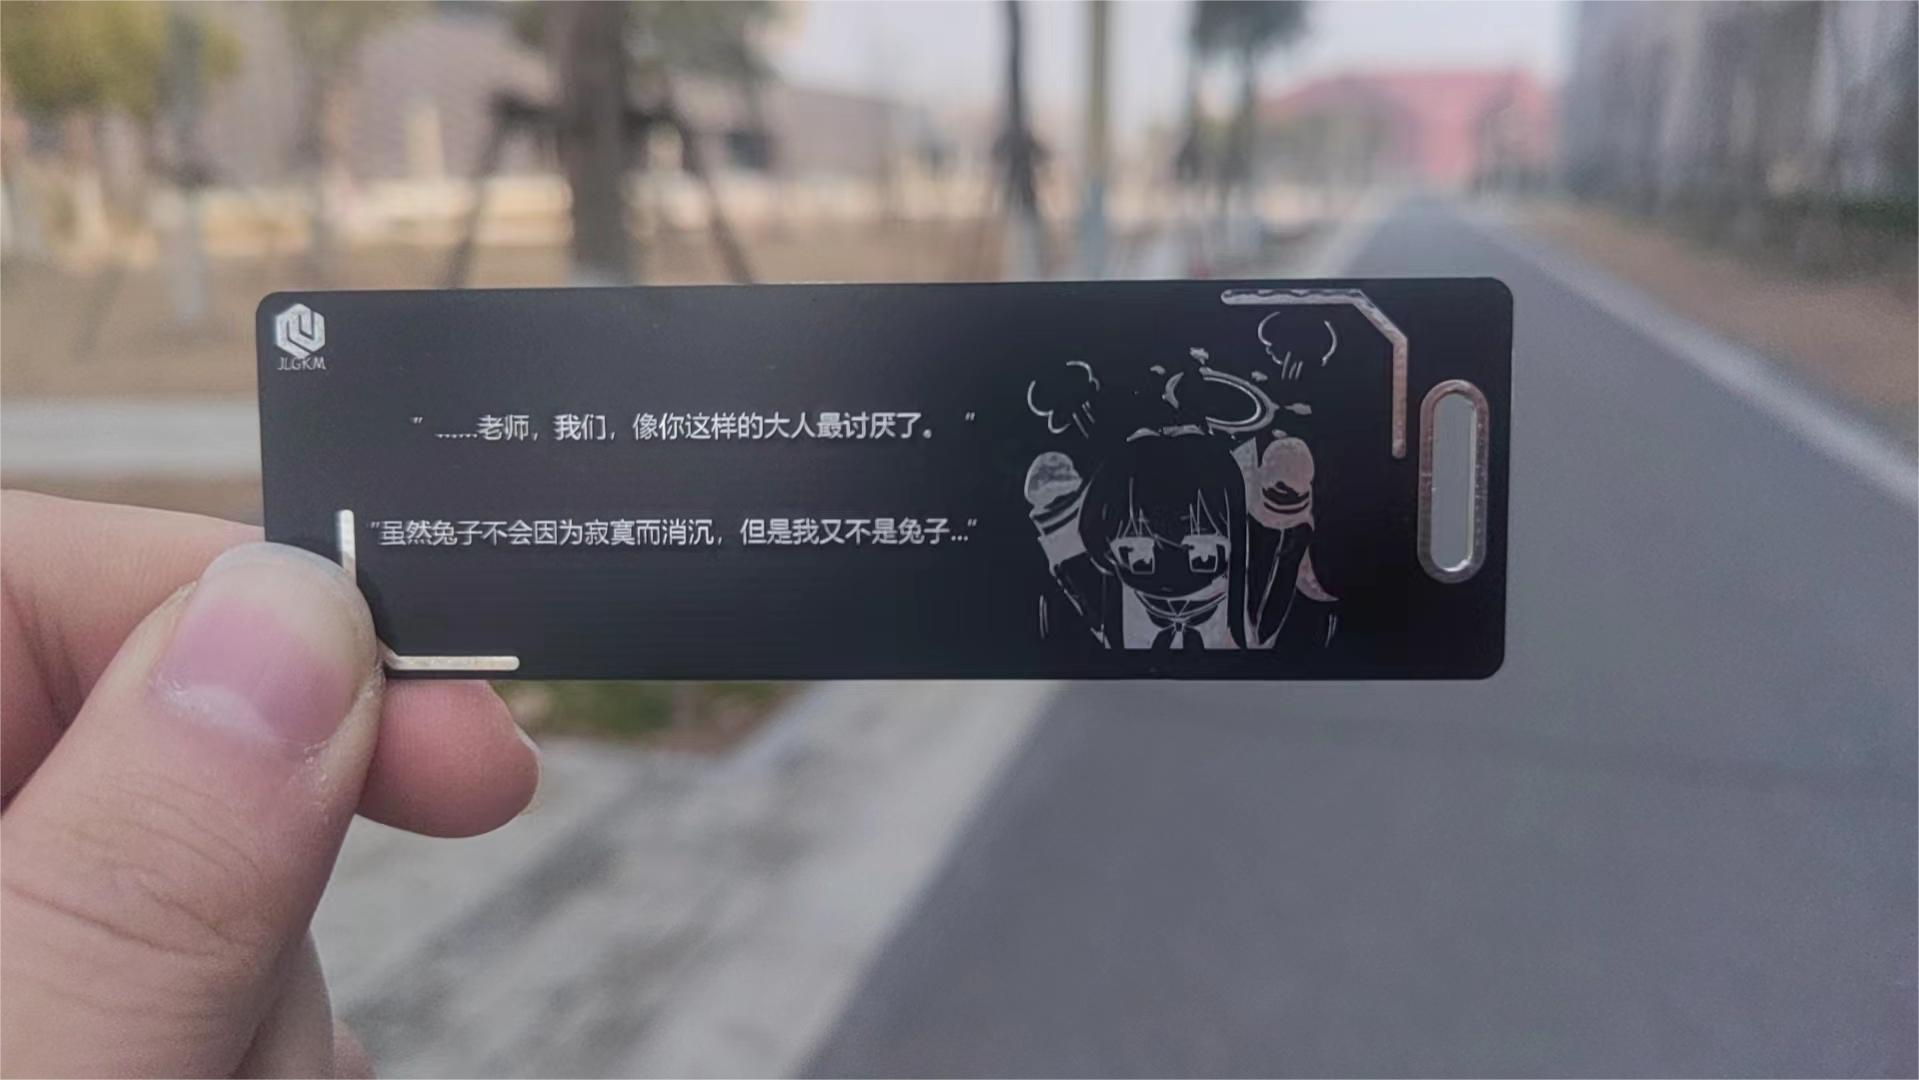 JLGKM
"……老师，我们，像你这样的大人最讨厌了。"
"虽然兔子不会因为寂寞而消沉，但是我又不是兔子..."